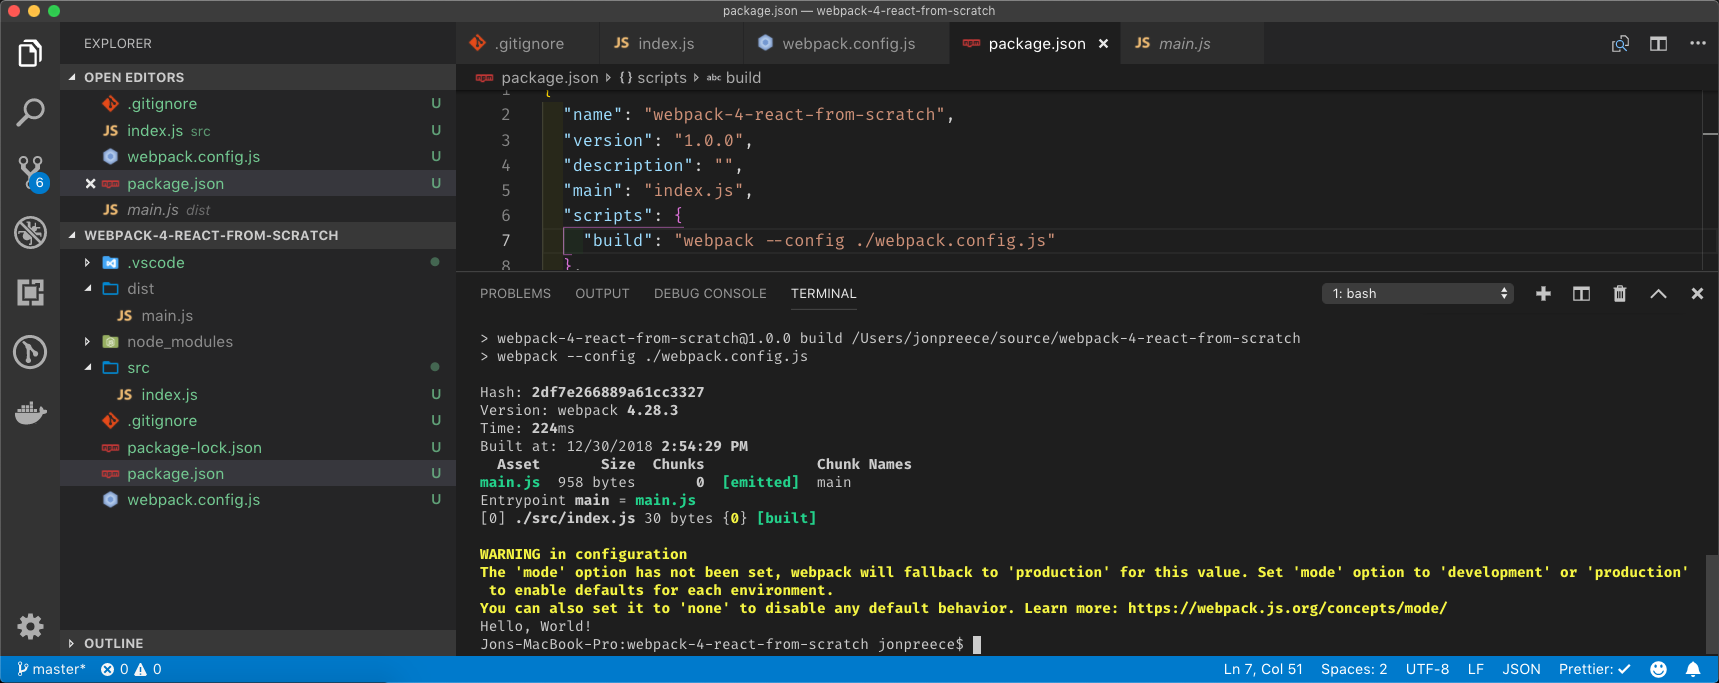 package.json — webpack-4-react-from-scratch
EXPLORER
OPEN EDITORS
.gitignore U
JS index.js src U
webpack.config.js U
package.json U
JS main.js dist
WEBPACK-4-REACT-FROM-SCRATCH
.vscode
dist
JS main.js
node_modules
src
JS index.js U
.gitignore U
package-lock.json U
package.json U
webpack.config.js U
OUTLINE
6
.gitignore JS index.js webpack.config.js package.json JS main.js
package.json {} scripts abc build
1 {
2 "name": "webpack-4-react-from-scratch",
3 "version": "1.0.0",
4 "description": "",
5 "main": "index.js",
6 "scripts": {
7 "build": "webpack --config ./webpack.config.js"
8 },
PROBLEMS OUTPUT DEBUG CONSOLE TERMINAL 1: bash
> webpack-4-react-from-scratch@1.0.0 build /Users/jonpreece/source/webpack-4-react-from-scratch
> webpack --config ./webpack.config.js
Hash: 2df7e266889a61cc3327
Version: webpack 4.28.3
Time: 224ms
Built at: 12/30/2018 2:54:29 PM
Asset Size Chunks Chunk Names
main.js 958 bytes 0 [emitted] main
Entrypoint main = main.js
[0] ./src/index.js 30 bytes {0} [built]
WARNING in configuration
The 'mode' option has not been set, webpack will fallback to 'production' for this value. Set 'mode' option to 'development' or 'production'
to enable defaults for each environment.
You can also set it to 'none' to disable any default behavior. Learn more: https://webpack.js.org/concepts/mode/
Hello, World!
Jons-MacBook-Pro:webpack-4-react-from-scratch jonpreece$
master* 0 0 Ln 7, Col 51 Spaces: 2 UTF-8 LF JSON Prettier: ✓